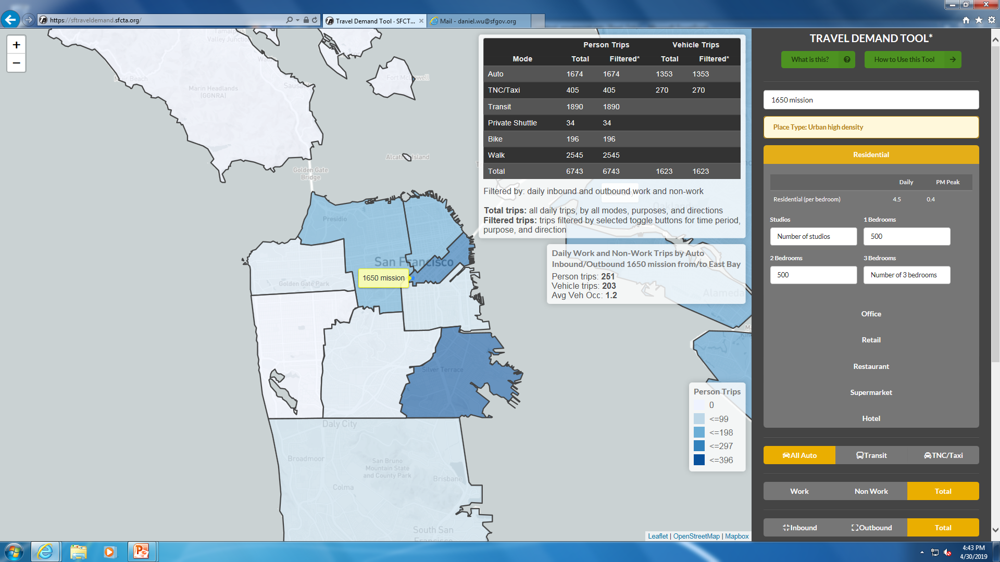 https://sftraveldemand.sfcta.org/
Travel Demand Tool · SFCT...
Mail - daniel.wu@sfgov.org
+
−
Tamalpais
Valley Junction
Muir Beach
Marin Headlands
(GGNRA)
Fort McDowell
Alcatraz Island
Golden Gate
Bridge
Presidio
San Francisco
1650 mission
Golden Gate Park
Silver Terrace
Daly City
Broadmoor
San Bruno
Mountain State
and County Park
Brisbane
Colma
South San
Francisco
Oakland
Alameda
Person Trips Vehicle Trips
Mode Total Filtered* Total Filtered*
Auto 1674 1674 1353 1353
TNC/Taxi 405 405 270 270
Transit 1890 1890
Private Shuttle 34 34
Bike 196 196
Walk 2545 2545
Total 6743 6743 1623 1623
Filtered by: daily inbound and outbound work and non-work
Total trips: all daily trips, by all modes, purposes, and directions
Filtered trips: trips filtered by selected toggle buttons for time period,
purpose, and direction
Daily Work and Non-Work Trips by Auto
Inbound/Outbound 1650 mission from/to East Bay
Person trips: 251
Vehicle trips: 203
Avg Veh Occ: 1.2
Person Trips
0
<=99
<=198
<=297
<=396
Leaflet | OpenStreetMap | Mapbox
TRAVEL DEMAND TOOL*
What is this?
How to Use this Tool
1650 mission
Place Type: Urban high density
Residential
Daily PM Peak
Residential (per bedroom) 4.5 0.4
Studios 1 Bedrooms
Number of studios 500
2 Bedrooms 3 Bedrooms
500 Number of 3 bedrooms
Office
Retail
Restaurant
Supermarket
Hotel
All Auto Transit TNC/Taxi
Work Non Work Total
Inbound Outbound Total
4:43 PM
4/30/2019